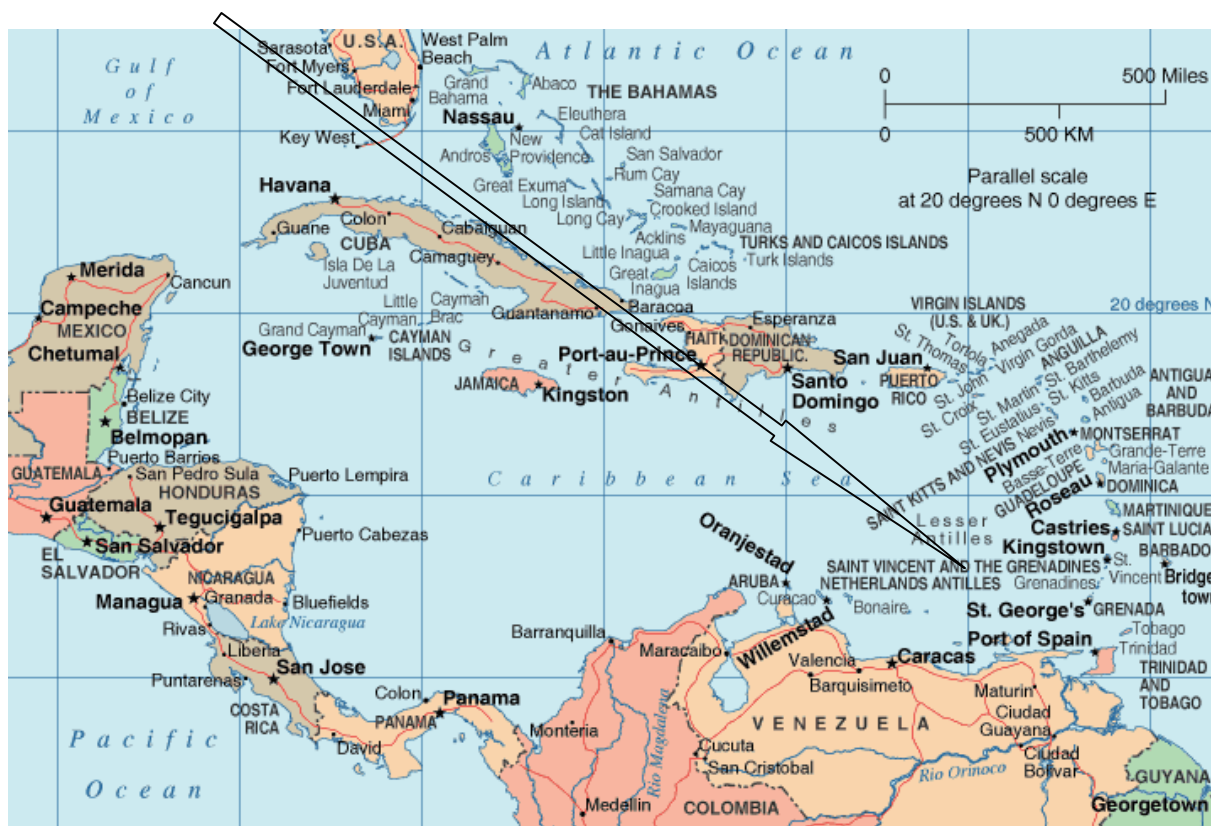 U.S.A.
Sarasota
West Palm
Beach
Fort Myers
Fort Lauderdale
Miami
Key West
Gulf
of
Mexico
Atlantic Ocean
0 500 Miles
0 500 KM
Parallel scale
at 20 degrees N 0 degrees E
Grand
Bahama
Abaco
THE BAHAMAS
Nassau
Eleuthera
Cat Island
New
Providence
Andros
San Salvador
Rum Cay
Great Exuma
Long Island
Samana Cay
Crooked Island
Long Cay
Mayaguana
Acklins
Little Inagua
TURKS AND CAICOS ISLANDS
Turk Islands
Caicos
Islands
Great
Inagua
Havana
Guane
Colon
CUBA
Cabaiguan
Camaguey
Isla De La
Juventud
Guantanamo
Baracoa
Little
Cayman
Cayman
Brac
Grand Cayman
George Town
CAYMAN
ISLANDS
Greater Antilles
JAMAICA
Kingston
Gonaives
HAITI
Port-au-Prince
Esperanza
DOMINICAN
REPUBLIC.
Santo
Domingo
San Juan
PUERTO
RICO
20 degrees N
VIRGIN ISLANDS
(U.S. & UK.)
St. Thomas
Tortola
Anegada
St. John
Virgin Gorda
St. Croix
ANGUILLA
St. Martin
St. Barthelemy
St. Eustatius
St. Kitts
SAINT KITTS AND NEVIS
Nevis
Barbuda
Antigua
ANTIGUA
AND
BARBUDA
Plymouth
MONTSERRAT
Basse-Terre
Grande-Terre
GUADELOUPE
Maria-Galante
Roseau
DOMINICA
MARTINIQUE
Castries
SAINT LUCIA
Lesser
Antilles
Kingstown
BARBADO
SAINT VINCENT AND THE GRENADINES
St.
Vincent
Bridge
town
Grenadines
NETHERLANDS ANTILLES
Oranjestad
ARUBA
Curacao
Bonaire
Willemstad
St. George's
GRENADA
Port of Spain
Tobago
Trinidad
TRINIDAD
AND
TOBAGO
Caribbean Sea
Merida
Cancun
Campeche
MEXICO
Chetumal
Belize City
BELIZE
Belmopan
Puerto Barrios
GUATEMALA
San Pedro Sula
Puerto Lempira
HONDURAS
Guatemala
Tegucigalpa
San Salvador
EL
SALVADOR
Puerto Cabezas
NICARAGUA
Managua
Granada
Bluefields
Rivas
Lake Nicaragua
Liberia
Puntarenas
San Jose
COSTA
RICA
Colon
Panama
PANAMA
David
Pacific
Ocean
Barranquilla
Maracaibo
Monteria
Rio Magdalena
Medellin
COLOMBIA
Cucuta
San Cristobal
Valencia
Barquisimeto
Caracas
VENEZUELA
Maturin
Ciudad
Guayana
Ciudad
Bolivar
Rio Orinoco
GUYANA
Georgetown